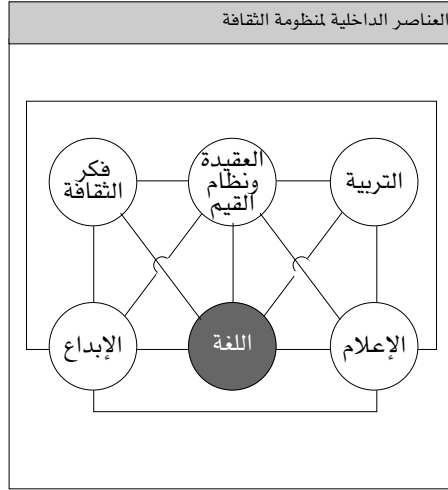 العناصر الداخلية لمنظومة الثقافة
التربية
العقيدة
ونظام
القيم
فكر
الثقافة
الإعلام
اللغة
الإبداع